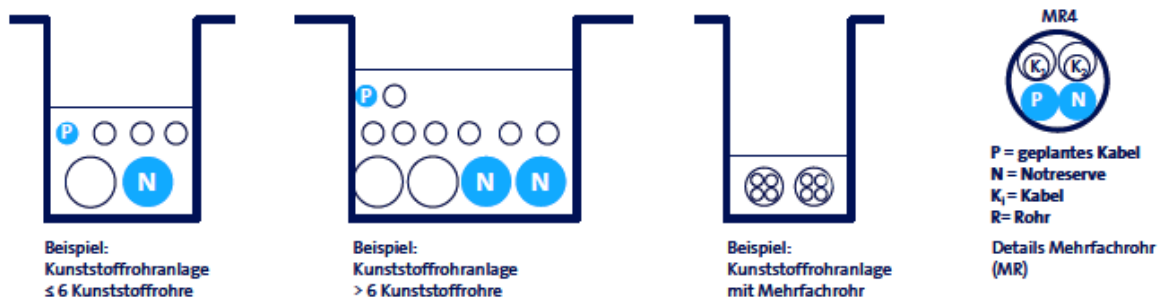 P
N
Beispiel:
Kunststoffrohranlage
≤ 6 Kunststoffrohre
P
N N
Beispiel:
Kunststoffrohranlage
> 6 Kunststoffrohre
Beispiel:
Kunststoffrohranlage
mit Mehrfachrohr
MR4
K₁ K₂
P N
P = geplantes Kabel
N = Notreserve
Kᵢ = Kabel
R= Rohr
Details Mehrfachrohr
(MR)